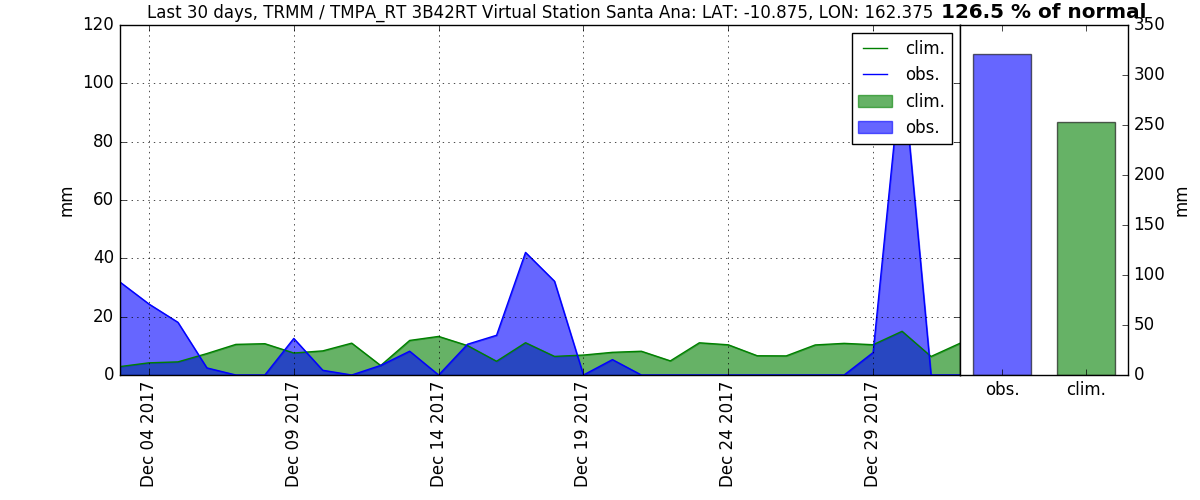 Last 30 days, TRMM / TMPA_RT 3B42RT Virtual Station Santa Ana: LAT: -10.875, LON: 162.375 126.5 % of normal
120
100
80
60
40
20
0
mm
clim.
obs.
clim.
obs.
Dec 04 2017
Dec 09 2017
Dec 14 2017
Dec 19 2017
Dec 24 2017
Dec 29 2017
350
300
250
200
150
100
50
0
mm
obs.
clim.